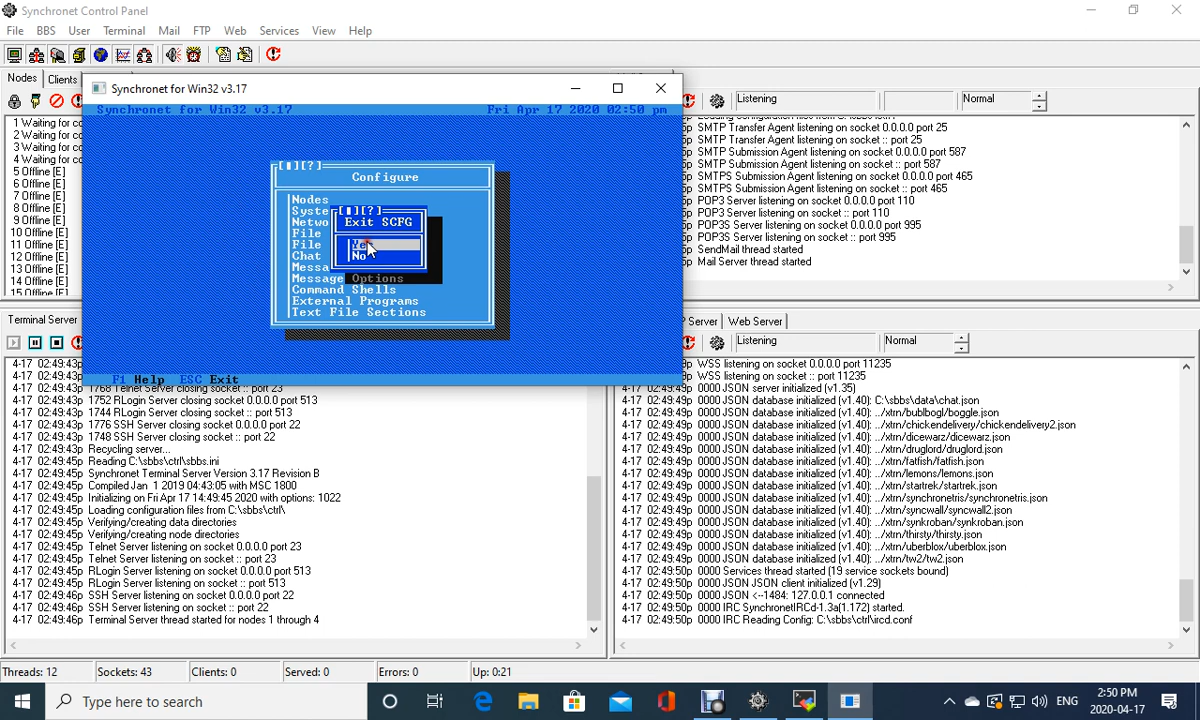 Synchronet Control Panel
File BBS User Terminal Mail FTP Web Services View Help
Nodes Clients
Synchronet for Win32 v3.17
Synchronet for Win32 v3.17 Fri Apr 17 2020 02:50 pm
Configure
Nodes
Syste
Netwo
File
File
Chat
Messa
Message Options
Command Shells
External Programs
Text File Sections
Exit SCFG
No
F1 Help ESC Exit
1 Waiting for
2 Waiting for
3 Waiting for
4 Waiting for
5 Offline [E]
6 Offline [E]
7 Offline [E]
8 Offline [E]
9 Offline [E]
10 Offline [E]
11 Offline [E]
12 Offline [E]
13 Offline [E]
14 Offline [E]
15 Offline [E]
Listening Normal
SMTP Transfer Agent listening on socket 0.0.0.0 port 25
SMTP Transfer Agent listening on socket :: port 25
SMTP Submission Agent listening on socket 0.0.0.0 port 587
SMTP Submission Agent listening on socket :: port 587
SMTPS Submission Agent listening on socket 0.0.0.0 port 465
SMTPS Submission Agent listening on socket :: port 465
POP3 Server listening on socket 0.0.0.0 port 110
POP3 Server listening on socket :: port 110
POP3S Server listening on socket 0.0.0.0 port 995
POP3S Server listening on socket :: port 995
SendMail thread started
Mail Server thread started
Terminal Server
4-17 02:49:43p
4-17 02:49:43p
4-17 02:49:43p 1768 Telnet Server closing socket :: port 23
4-17 02:49:43p 1752 RLogin Server closing socket 0.0.0.0 port 513
4-17 02:49:43p 1744 RLogin Server closing socket :: port 513
4-17 02:49:43p 1776 SSH Server closing socket 0.0.0.0 port 22
4-17 02:49:43p 1748 SSH Server closing socket :: port 22
4-17 02:49:43p Recycling server...
4-17 02:49:45p Reading C:\sbbs\ctrl\sbbs.ini
4-17 02:49:45p Synchronet Terminal Server Version 3.17 Revision B
4-17 02:49:45p Compiled Jan 1 2019 04:43:05 with MSC 1800
4-17 02:49:45p Initializing on Fri Apr 17 14:49:45 2020 with options: 1022
4-17 02:49:45p Loading configuration files from C:\sbbs\ctrl\
4-17 02:49:45p Verifying/creating data directories
4-17 02:49:45p Verifying/creating node directories
4-17 02:49:45p Telnet Server listening on socket 0.0.0.0 port 23
4-17 02:49:45p Telnet Server listening on socket :: port 23
4-17 02:49:45p RLogin Server listening on socket 0.0.0.0 port 513
4-17 02:49:45p RLogin Server listening on socket :: port 513
4-17 02:49:46p SSH Server listening on socket 0.0.0.0 port 22
4-17 02:49:46p SSH Server listening on socket :: port 22
4-17 02:49:46p Terminal Server thread started for nodes 1 through 4
P Server Web Server
Listening Normal
WSS listening on socket 0.0.0.0 port 11235
WSS listening on socket :: port 11235
4-17 02:49:49p 0000 JSON server initialized (v1.35)
4-17 02:49:49p 0000 JSON database initialized (v1.40): C:\sbbs\data\chat.json
4-17 02:49:49p 0000 JSON database initialized (v1.40): ../xtrn/bublbogl/boggle.json
4-17 02:49:49p 0000 JSON database initialized (v1.40): ../xtrn/chickendelivery/chickendelivery2.json
4-17 02:49:49p 0000 JSON database initialized (v1.40): ../xtrn/dicewarz/dicewarz.json
4-17 02:49:49p 0000 JSON database initialized (v1.40): ../xtrn/druglord/druglord.json
4-17 02:49:49p 0000 JSON database initialized (v1.40): ../xtrn/fatfish/fatfish.json
4-17 02:49:49p 0000 JSON database initialized (v1.40): ../xtrn/lemons/lemons.json
4-17 02:49:49p 0000 JSON database initialized (v1.40): ../xtrn/startrek/startrek.json
4-17 02:49:49p 0000 JSON database initialized (v1.40): ../xtrn/synchronetris/synchronetris.json
4-17 02:49:50p 0000 JSON database initialized (v1.40): ../xtrn/syncwall/syncwall2.json
4-17 02:49:50p 0000 JSON database initialized (v1.40): ../xtrn/synkroban/synkroban.json
4-17 02:49:50p 0000 JSON database initialized (v1.40): ../xtrn/thirsty/thirsty.json
4-17 02:49:50p 0000 JSON database initialized (v1.40): ../xtrn/uberblox/uberblox.json
4-17 02:49:50p 0000 JSON database initialized (v1.40): ../xtrn/tw2/tw2.json
4-17 02:49:50p 0000 Services thread started (19 service sockets bound)
4-17 02:49:50p 0000 JSON JSON client initialized (v1.29)
4-17 02:49:50p 0000 JSON <--1484: 127.0.0.1 connected
4-17 02:49:50p 0000 IRC SynchronetIRCd-1.3a(1.172) started.
4-17 02:49:50p 0000 IRC Reading Config: C:\sbbs\ctrl\ircd.conf
Threads: 12 Sockets: 43 Clients: 0 Served: 0 Errors: 0 Up: 0:21
Type here to search
ENG
2:50 PM
2020-04-17